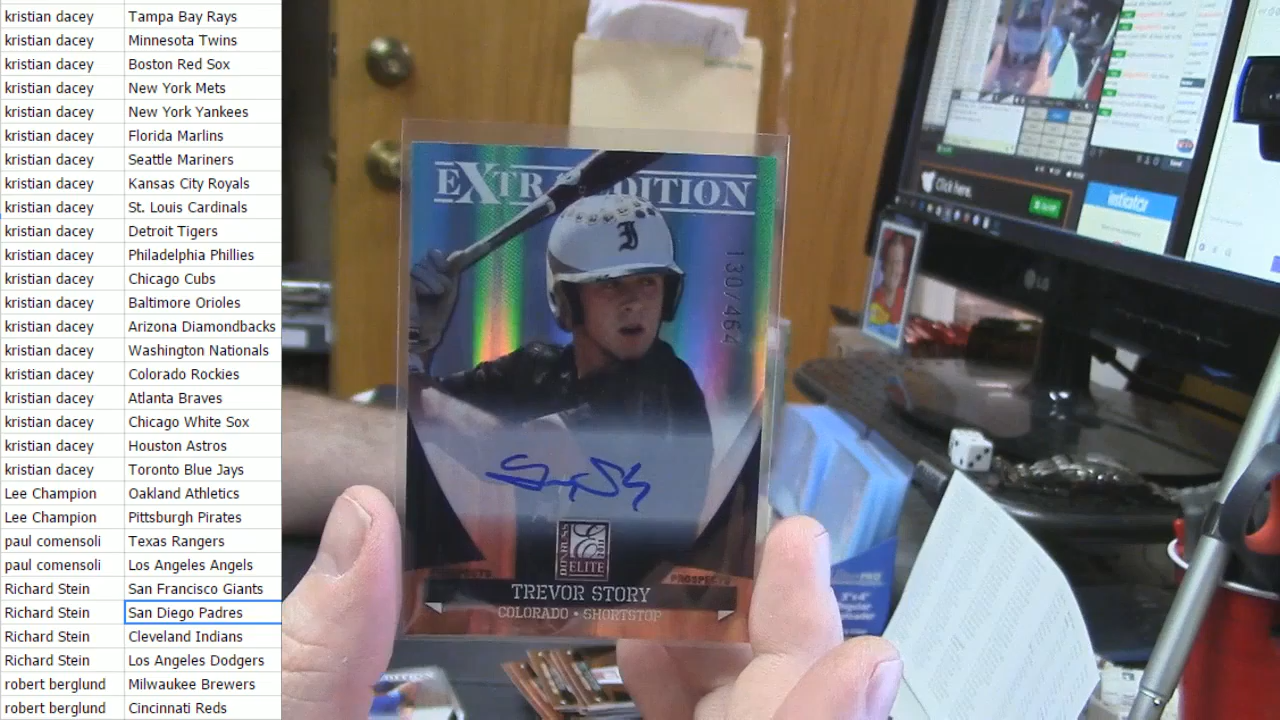 kristian dacey Tampa Bay Rays
kristian dacey Minnesota Twins
kristian dacey Boston Red Sox
kristian dacey New York Mets
kristian dacey New York Yankees
kristian dacey Florida Marlins
kristian dacey Seattle Mariners
kristian dacey Kansas City Royals
kristian dacey St. Louis Cardinals
kristian dacey Detroit Tigers
kristian dacey Philadelphia Phillies
kristian dacey Chicago Cubs
kristian dacey Baltimore Orioles
kristian dacey Arizona Diamondbacks
kristian dacey Washington Nationals
kristian dacey Colorado Rockies
kristian dacey Atlanta Braves
kristian dacey Chicago White Sox
kristian dacey Houston Astros
kristian dacey Toronto Blue Jays
Lee Champion Oakland Athletics
Lee Champion Pittsburgh Pirates
paul comensoli Texas Rangers
paul comensoli Los Angeles Angels
Richard Stein San Francisco Giants
Richard Stein San Diego Padres
Richard Stein Cleveland Indians
Richard Stein Los Angeles Dodgers
robert berglund Milwaukee Brewers
robert berglund Cincinnati Reds
EXTRA EDITION
130/464
DONRUSS
ELITE
PROSPECTS
TREVOR STORY
COLORADO • SHORTSTOP
Click here.
LG